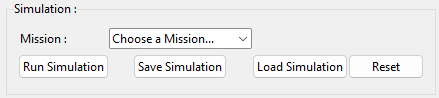 Simulation :
Mission : Choose a Mission...
Run Simulation Save Simulation Load Simulation Reset